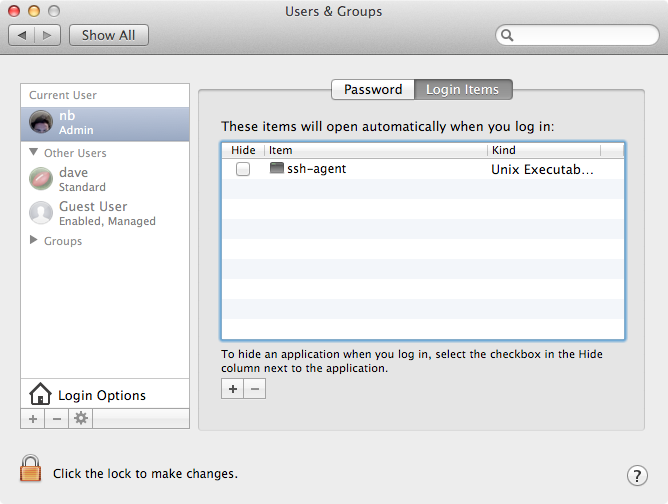 Users & Groups
Show All
Current User
nb
Admin
Other Users
dave
Standard
Guest User
Enabled, Managed
Groups
Login Options
Password
Login Items
These items will open automatically when you log in:
Hide Item Kind
ssh-agent Unix Executab...
To hide an application when you log in, select the checkbox in the Hide
column next to the application.
+ −
+ −
Click the lock to make changes.
?